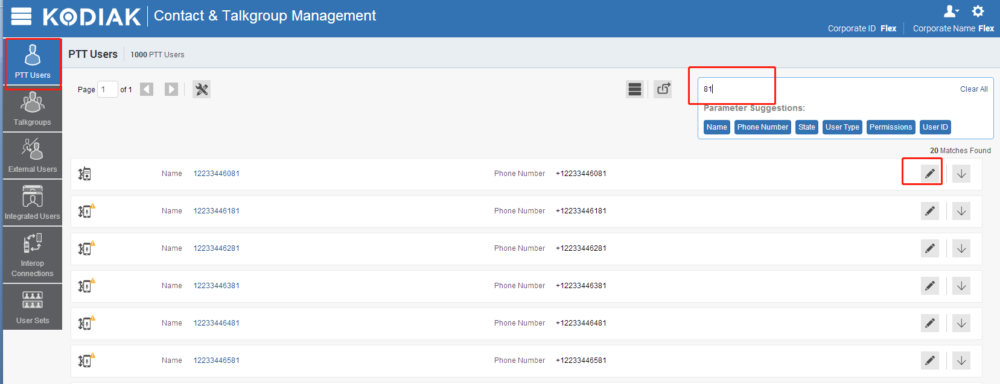 KODIAK Contact & Talkgroup Management
Corporate ID Flex Corporate Name Flex
PTT Users
Talkgroups
External Users
Integrated Users
Interop
Connections
User Sets
PTT Users 1000 PTT Users
Page 1 of 1
81 Clear All
Parameter Suggestions:
Name Phone Number State User Type Permissions User ID
20 Matches Found
Name 12233446081 Phone Number +12233446081
Name 12233446181 Phone Number +12233446181
Name 12233446281 Phone Number +12233446281
Name 12233446381 Phone Number +12233446381
Name 12233446481 Phone Number +12233446481
Name 12233446581 Phone Number +12233446581